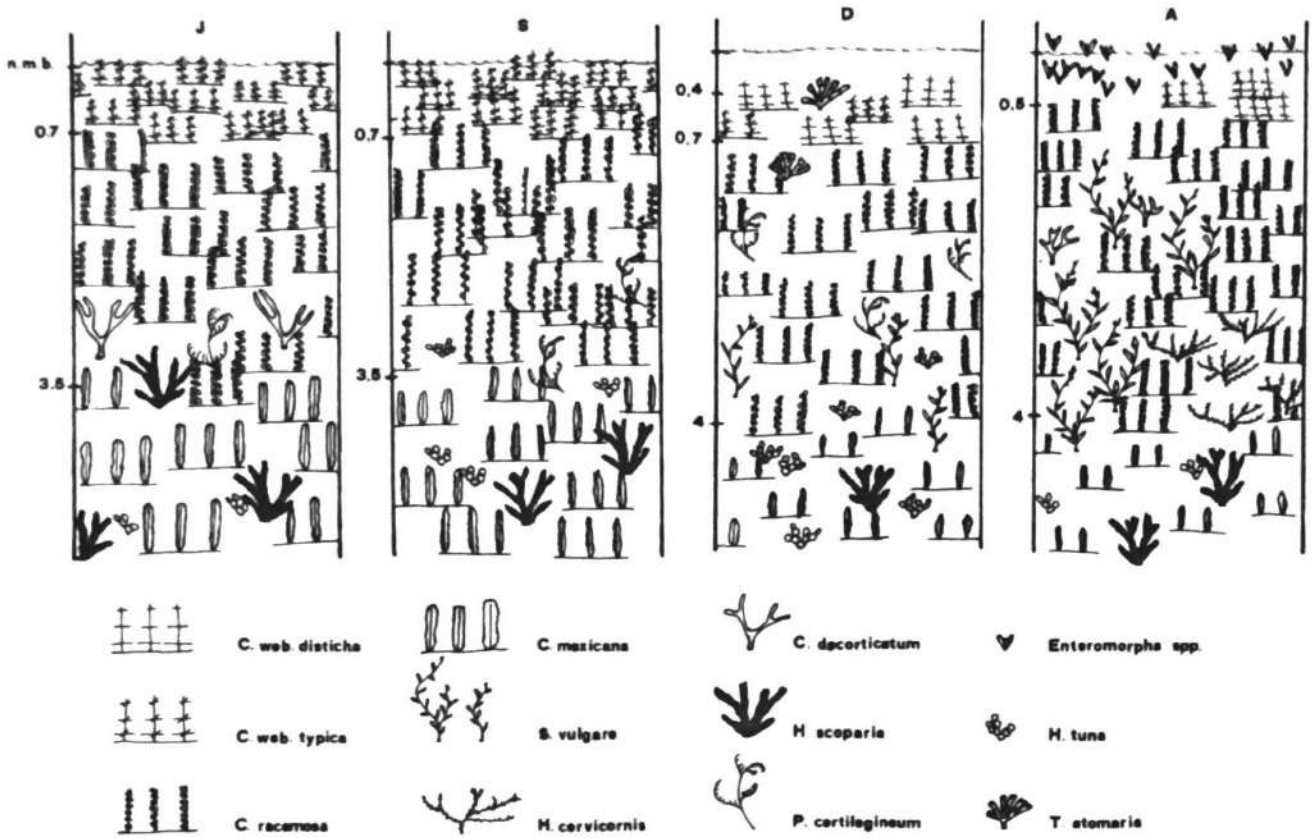 J S D A
n.m.b.
0,7 0,7 0,4 0,5
0,7
3.5 3.5 4 4
C. web. disticha C. mexicana C. decorticatum Enteromorpha spp.
C. web. typica S. vulgare H. scoparia H. tuna
C. racemosa H. cervicornis P. cartilagineum T. atomaria